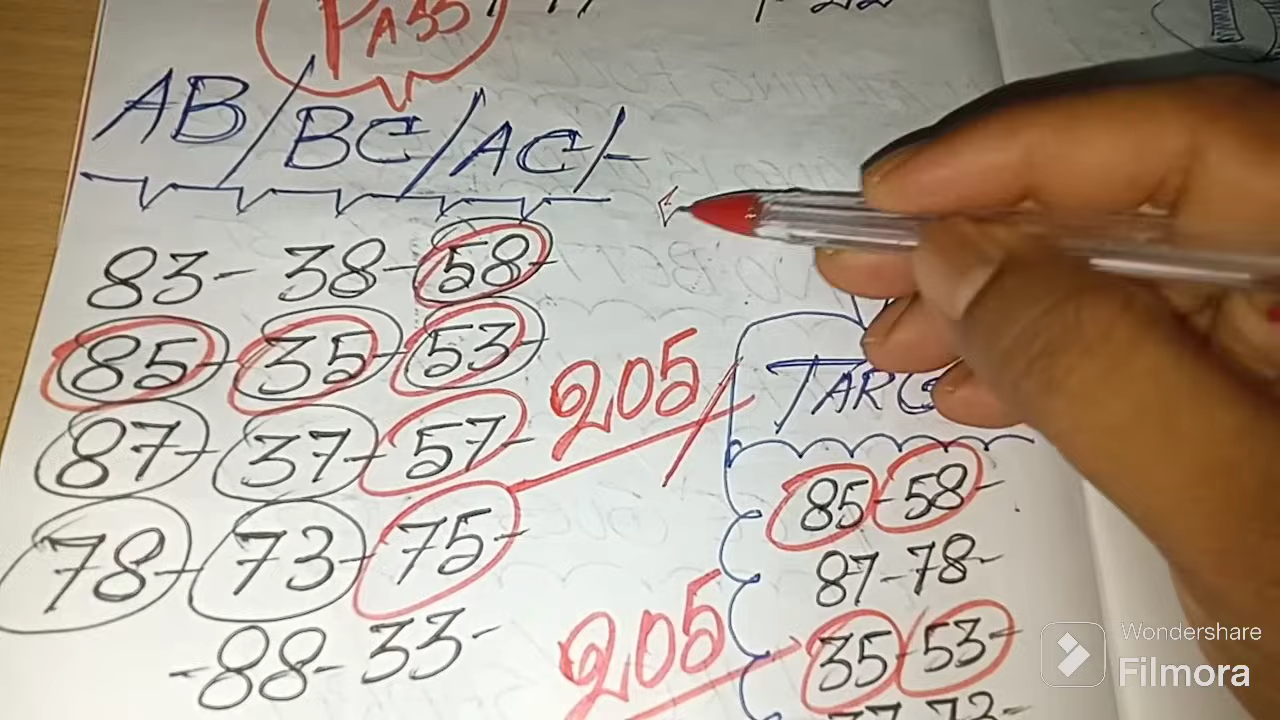 PASS
AB/BC/AC/-
83-38-58-
85-35-53-
87-37-57-
205/
78-73-75-
-88-33-
205
TARG
85-58-
87-78-
35-53-
Wondershare
Filmora